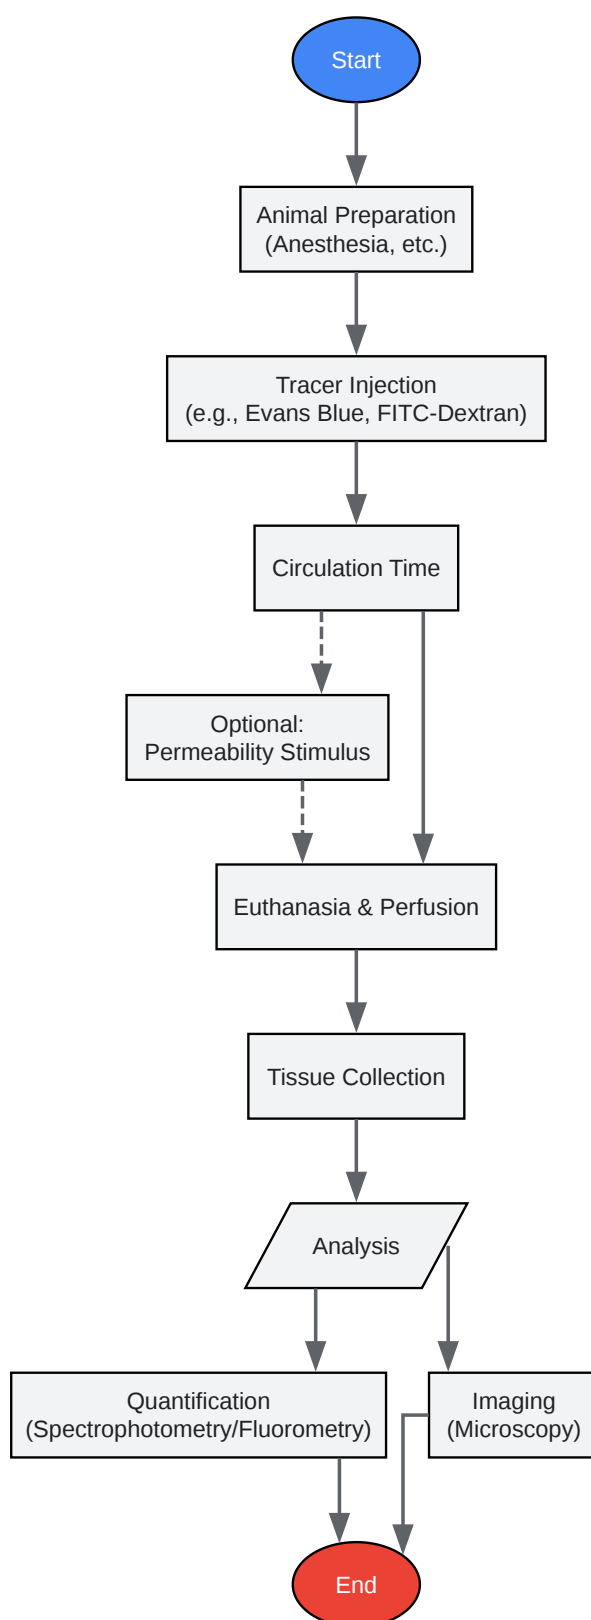 Start
Animal Preparation
(Anesthesia, etc.)
Tracer Injection
(e.g., Evans Blue, FITC-Dextran)
Circulation Time
Optional:
Permeability Stimulus
Euthanasia & Perfusion
Tissue Collection
Analysis
Quantification
(Spectrophotometry/Fluorometry)
Imaging
(Microscopy)
End